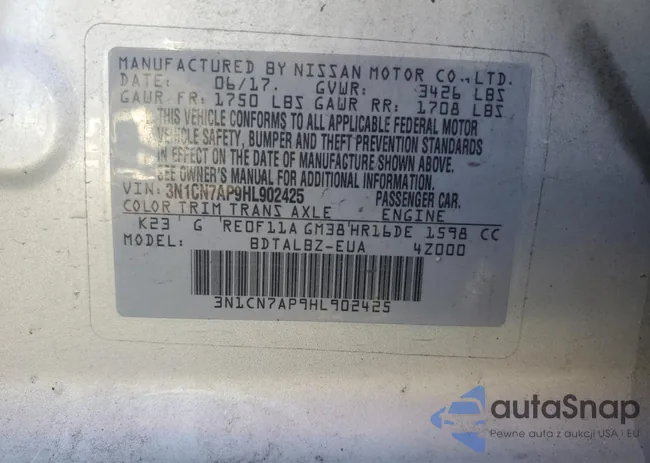 MANUFACTURED BY NISSAN MOTOR CO., LTD.
DATE: 06/17. GVWR: 3426 LBS
GAWR FR: 1750 LBS GAWR RR: 1708 LBS
THIS VEHICLE CONFORMS TO ALL APPLICABLE FEDERAL MOTOR
VEHICLE SAFETY, BUMPER AND THEFT PREVENTION STANDARDS
IN EFFECT ON THE DATE OF MANUFACTURE SHOWN ABOVE.
SEE OWNER'S MANUAL FOR ADDITIONAL INFORMATION
VIN: 3N1CN7AP9HL902425 PASSENGER CAR.
COLOR TRIM TRANS AXLE ENGINE
K23 G RE0F11A GM38 HR16DE 1598 CC
MODEL: BDTALBZ-EUA 4Z000
3N1CN7AP9HL902425
autaSnap
Pewne auta z aukcji USA i EU